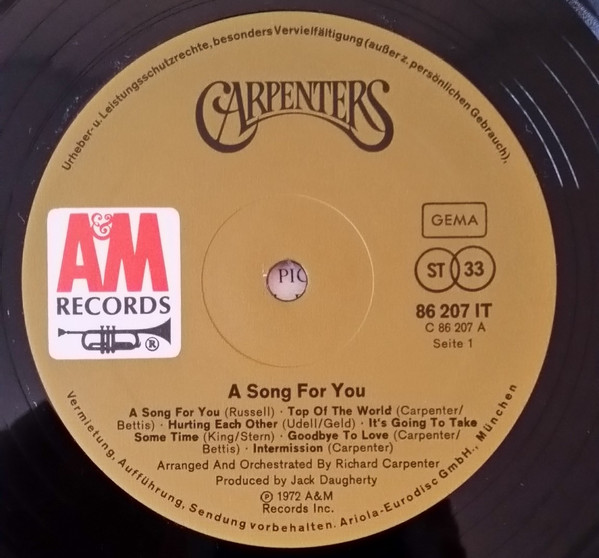 Urheber- u. Leistungsschutzrechte, besonders Vervielfältigung (außer z. persönlichen Gebrauch),
CARPENTERS
GEMA
A&M
RECORDS
®
ST 33
PIC
86 207 IT
C 86 207 A
Seite 1
A Song For You
A Song For You (Russell) · Top Of The World (Carpenter/
Bettis) · Hurting Each Other (Udell/Geld) · It's Going To Take
Some Time (King/Stern) · Goodbye To Love (Carpenter/
Bettis) · Intermission (Carpenter)
Arranged And Orchestrated By Richard Carpenter
Produced by Jack Daugherty
℗ 1972 A&M
Records Inc.
Vermietung, Aufführung, Sendung vorbehalten. Ariola-Eurodisc GmbH., München